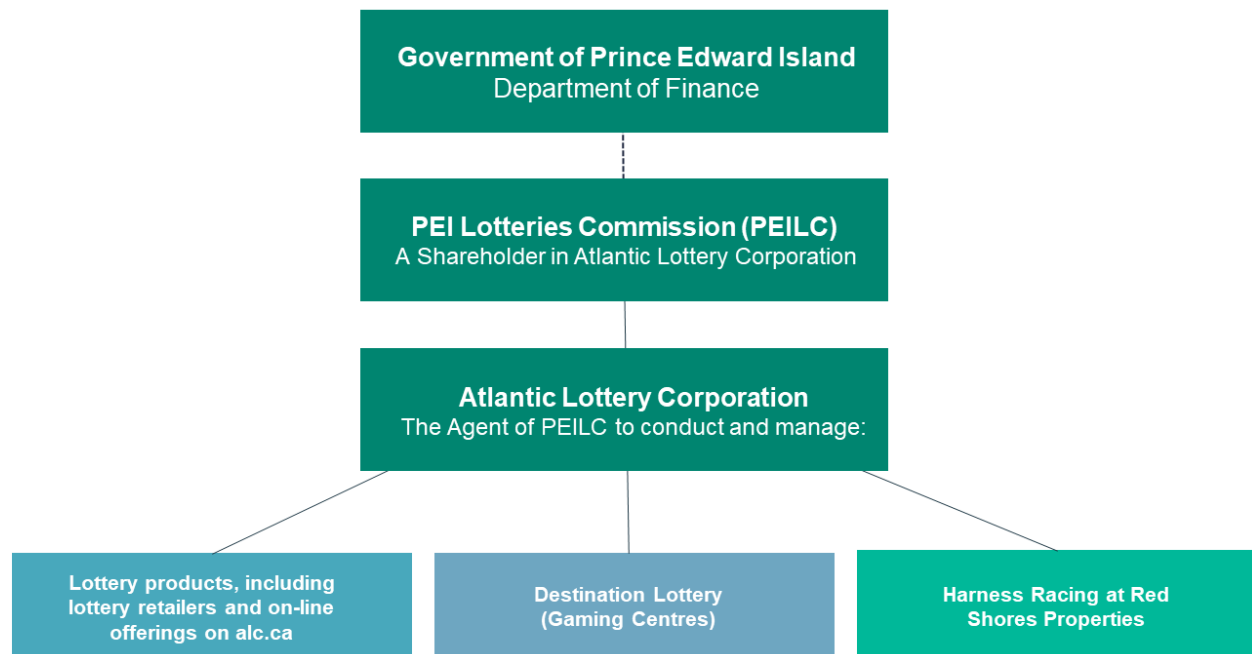 Government of Prince Edward Island
Department of Finance
PEI Lotteries Commission (PEILC)
A Shareholder in Atlantic Lottery Corporation
Atlantic Lottery Corporation
The Agent of PEILC to conduct and manage:
Lottery products, including
lottery retailers and on-line
offerings on alc.ca
Destination Lottery
(Gaming Centres)
Harness Racing at Red
Shores Properties